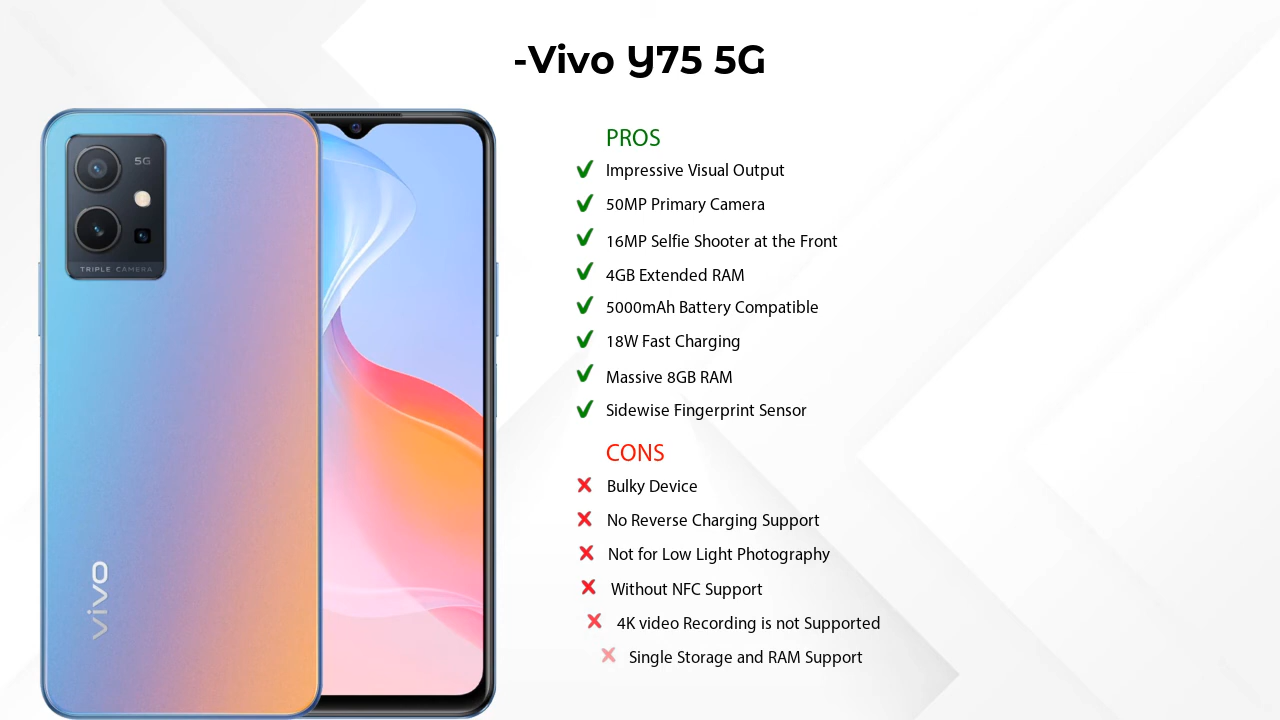 -Vivo Y75 5G
5G
TRIPLE CAMERA
vivo
PROS
Impressive Visual Output
50MP Primary Camera
16MP Selfie Shooter at the Front
4GB Extended RAM
5000mAh Battery Compatible
18W Fast Charging
Massive 8GB RAM
Sidewise Fingerprint Sensor
CONS
Bulky Device
No Reverse Charging Support
Not for Low Light Photography
Without NFC Support
4K video Recording is not Supported
Single Storage and RAM Support